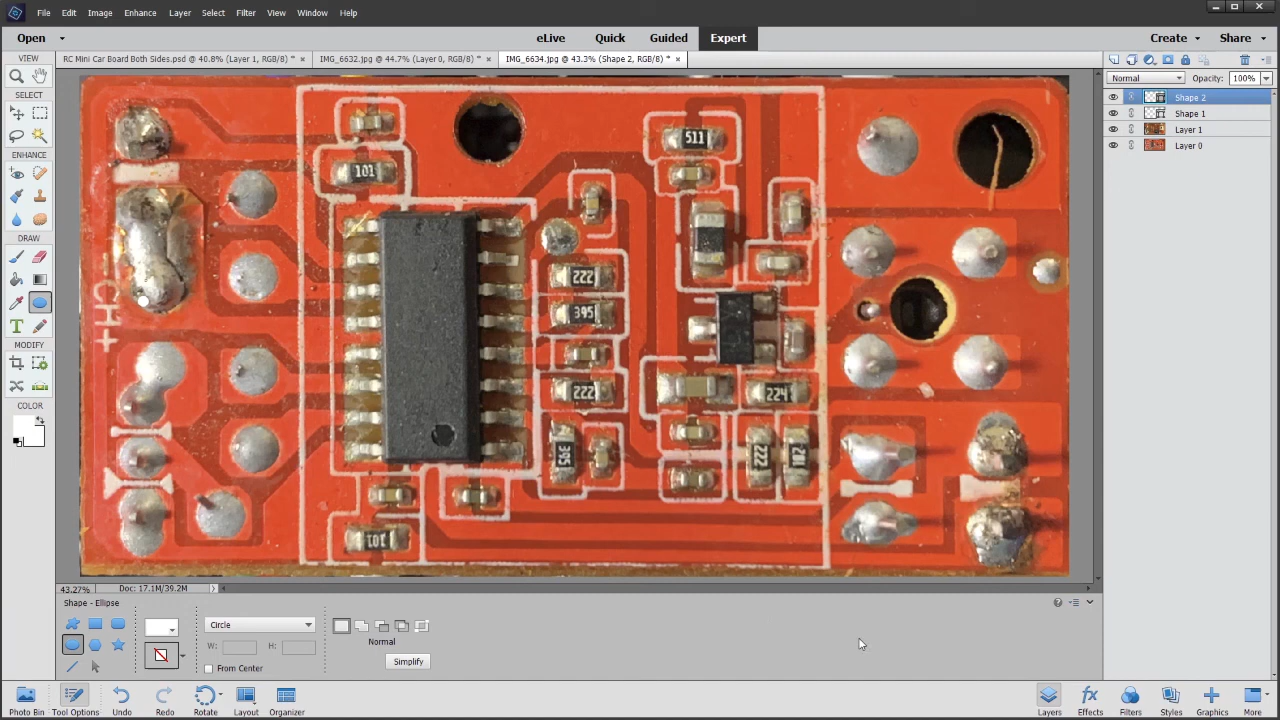 File Edit Image Enhance Layer Select Filter View Window Help
Open eLive Quick Guided Expert Create Share
VIEW
RC Mini Car Board Both Sides.psd @ 40.8% (Layer 1, RGB/8) * ×
IMG_6632.jpg @ 44.7% (Layer 0, RGB/8) * ×
IMG_6634.jpg @ 43.3% (Shape 2, RGB/8) * ×
Normal Opacity: 100%
SELECT
Shape 2
Shape 1
Layer 1
Layer 0
ENHANCE
DRAW
MODIFY
COLOR
101
511
222
395
CH+
222
224
395
222
102
101
43.27% Doc: 17.1M/39.2M
Shape - Ellipse
Circle
W: H:
From Center
Normal
Simplify
Photo Bin Tool Options Undo Redo Rotate Layout Organizer Layers Effects Filters Styles Graphics More